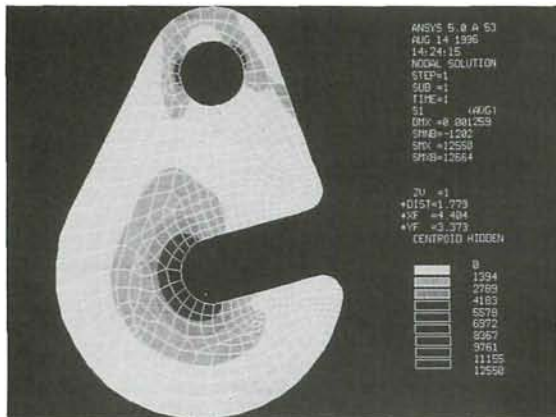 ANSYS 5.0 A 53
AUG 14 1996
14:24:15
NODAL SOLUTION
STEP=1
SUB =1
TIME=1
S1 (AVG)
DMX =0.001259
SMNB=-1202
SMX =12550
SMXB=12664
ZV =1
*DIST=1.779
*XF =4.404
*YF =3.373
CENTROID HIDDEN
0
1394
2789
4183
5578
6972
8367
9761
11155
12550